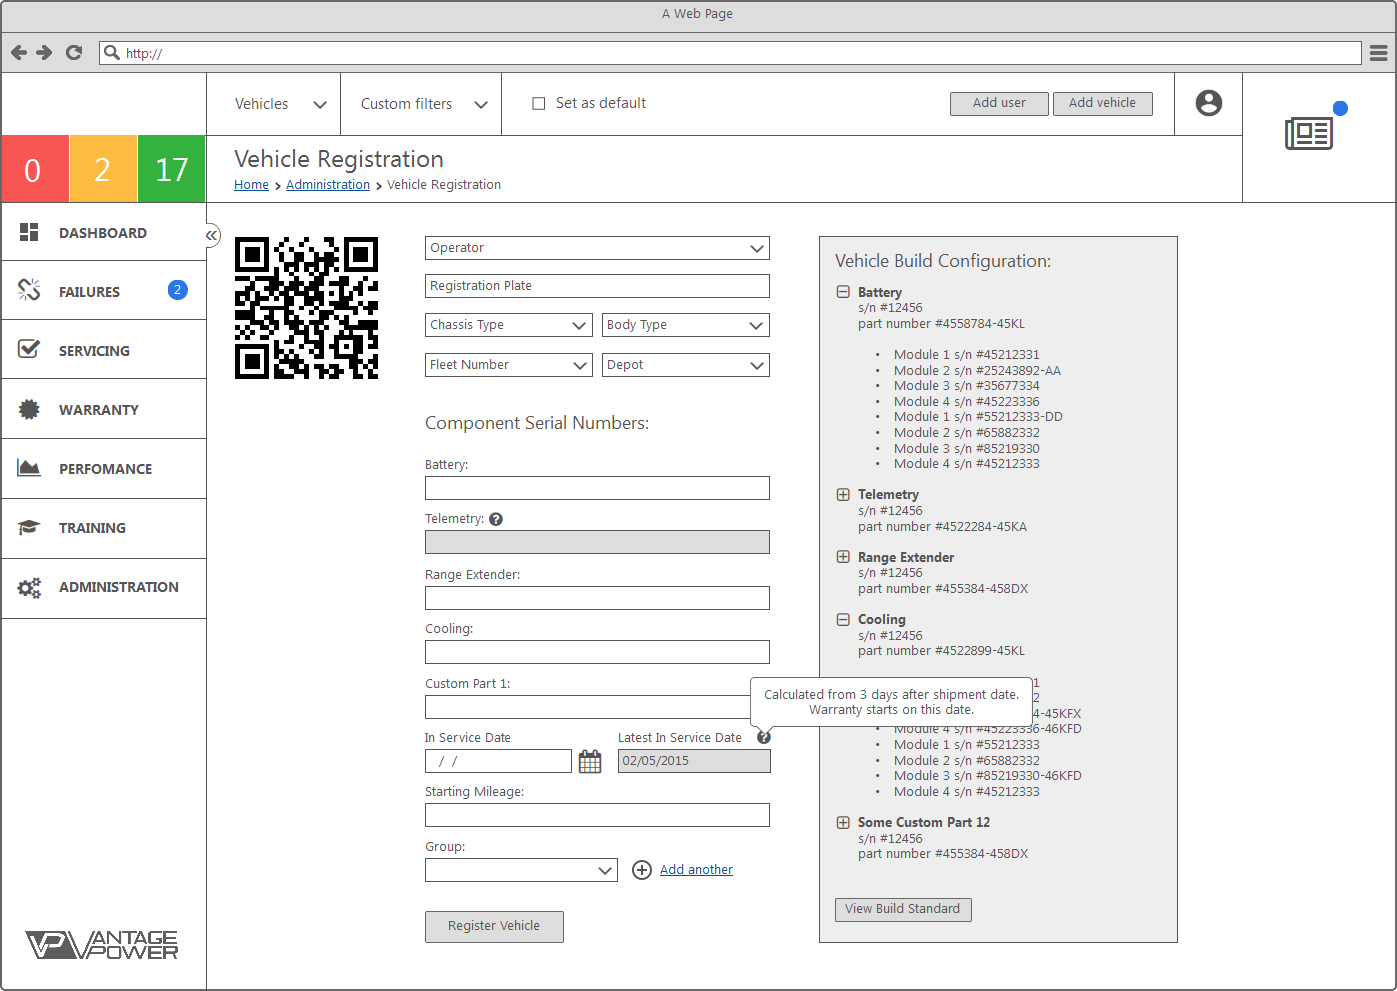 A Web Page
http://
Vehicles
Custom filters
Set as default
Add user
Add vehicle
0
2
17
Vehicle Registration
Home > Administration > Vehicle Registration
DASHBOARD
FAILURES
2
SERVICING
WARRANTY
PERFOMANCE
TRAINING
ADMINISTRATION
VP VANTAGE
POWER
Operator
Registration Plate
Chassis Type
Body Type
Fleet Number
Depot
Component Serial Numbers:
Battery:
Telemetry: ?
Range Extender:
Cooling:
Custom Part 1:
Calculated from 3 days after shipment date.
Warranty starts on this date.
In Service Date
Latest In Service Date ?
/ /
02/05/2015
Starting Mileage:
Group:
Add another
Register Vehicle
Vehicle Build Configuration:
Battery
s/n #12456
part number #4558784-45KL
• Module 1 s/n #45212331
• Module 2 s/n #25243892-AA
• Module 3 s/n #35677334
• Module 4 s/n #45223336
• Module 1 s/n #55212333-DD
• Module 2 s/n #65882332
• Module 3 s/n #85219330
• Module 4 s/n #45212333
Telemetry
s/n #12456
part number #4522284-45KA
Range Extender
s/n #12456
part number #455384-458DX
Cooling
s/n #12456
part number #4522899-45KL
1
2
4-45KFX
• Module 4 s/n #45223336-46KFD
• Module 1 s/n #55212333
• Module 2 s/n #65882332
• Module 3 s/n #85219330-46KFD
• Module 4 s/n #45212333
Some Custom Part 12
s/n #12456
part number #455384-458DX
View Build Standard